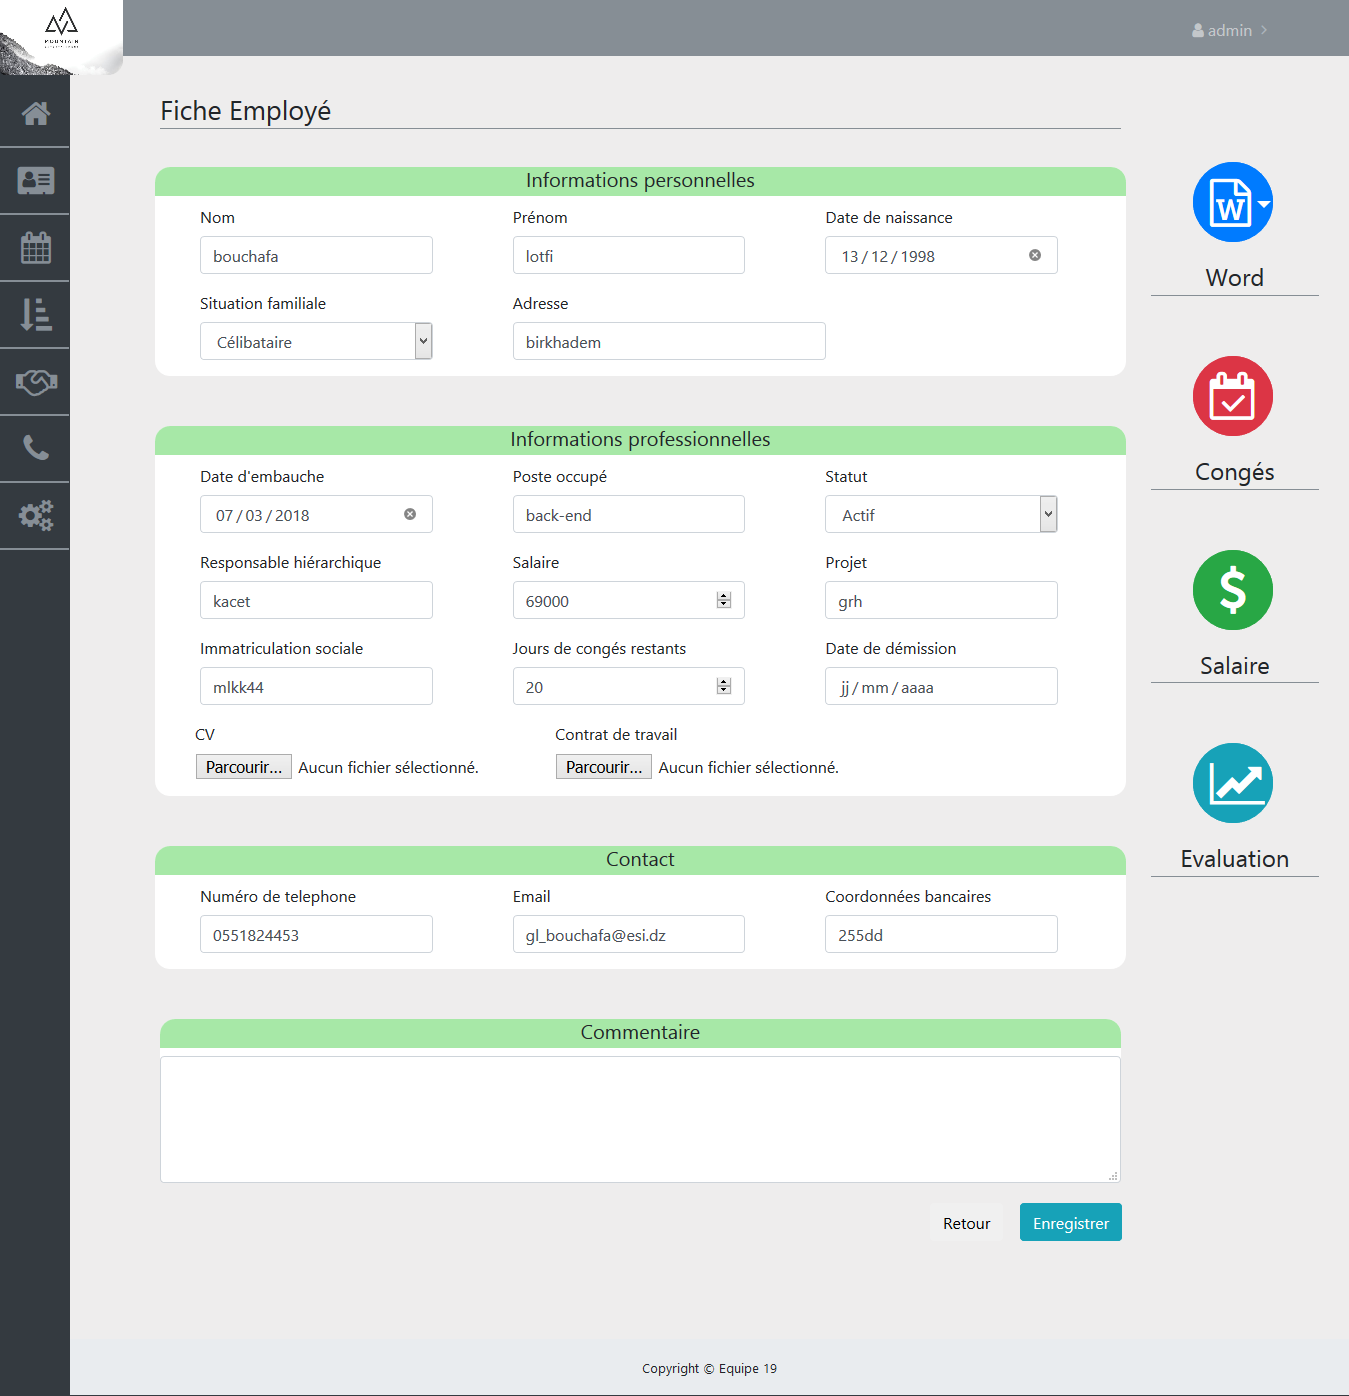 MOUNTAIN
admin
Fiche Employé
Informations personnelles
Nom Prénom Date de naissance
bouchafa lotfi 13 / 12 / 1998
Situation familiale Adresse
Célibataire birkhadem
Informations professionnelles
Date d'embauche Poste occupé Statut
07 / 03 / 2018 back-end Actif
Responsable hiérarchique Salaire Projet
kacet 69000 grh
Immatriculation sociale Jours de congés restants Date de démission
mlkk44 20 jj / mm / aaaa
CV Contrat de travail
Parcourir... Aucun fichier sélectionné. Parcourir... Aucun fichier sélectionné.
Contact
Numéro de telephone Email Coordonnées bancaires
0551824453 gl_bouchafa@esi.dz 255dd
Commentaire
Retour Enregistrer
W
Word
Congés
$
Salaire
Evaluation
Copyright © Equipe 19